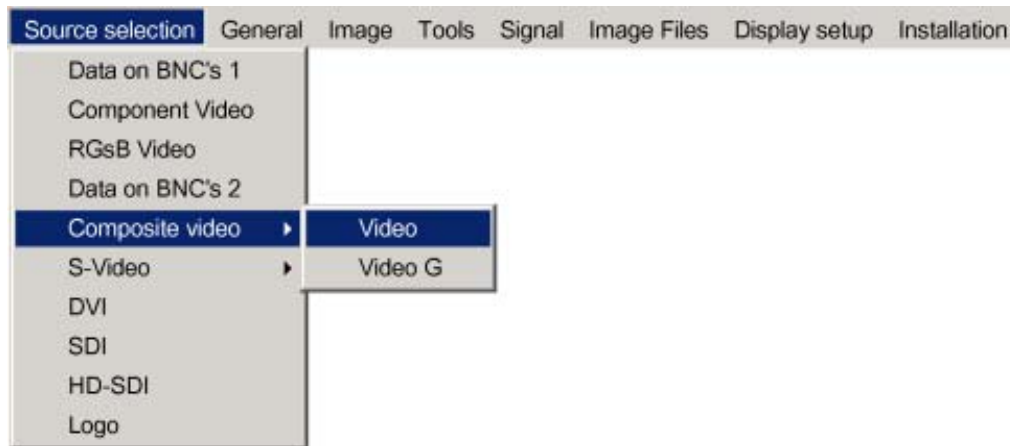 Source selection General Image Tools Signal Image Files Display setup Installation
Data on BNC's 1
Component Video
RGsB Video
Data on BNC's 2
Composite video Video
S-Video Video G
DVI
SDI
HD-SDI
Logo